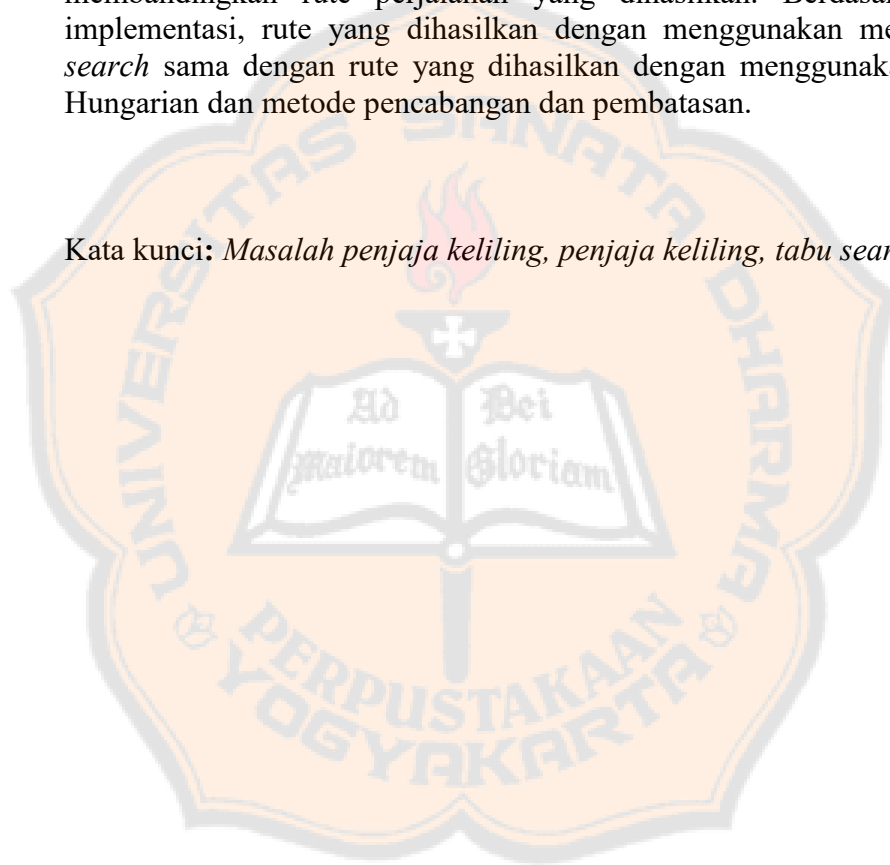 membandingkan rute perjalanan yang dihasilkan. Berdasar
implementasi, rute yang dihasilkan dengan menggunakan me
search sama dengan rute yang dihasilkan dengan menggunaka
Hungarian dan metode pencabangan dan pembatasan.
Kata kunci: Masalah penjaja keliling, penjaja keliling, tabu sear
UNIVERSITAS SANATA DHARMA
Ad Dei
Maiorem Gloriam
PERPUSTAKAAN
YOGYAKARTA